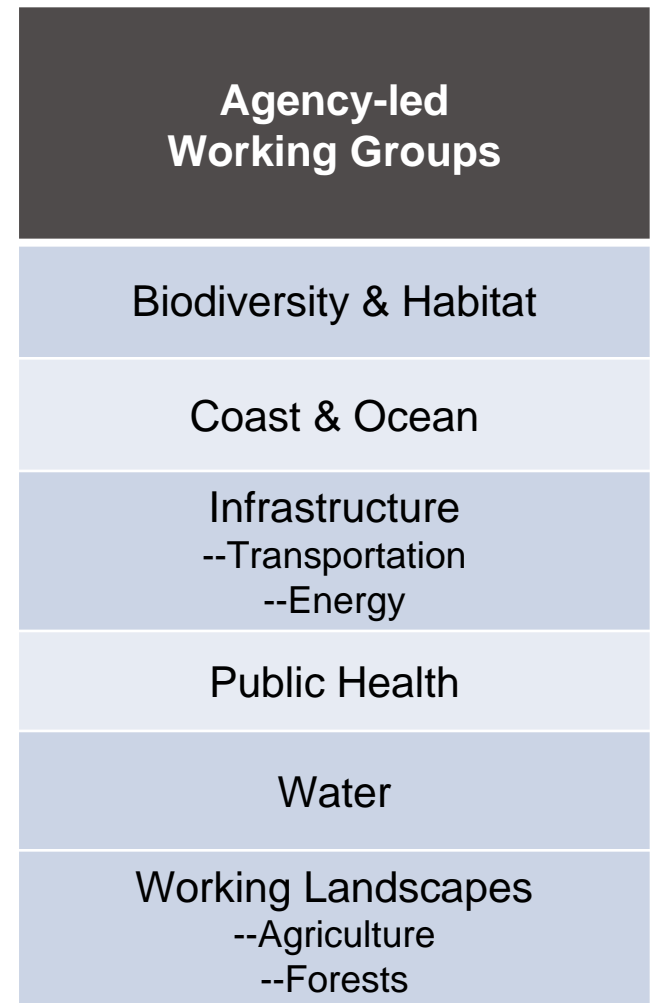 Agency-led
Working Groups
Biodiversity & Habitat
Coast & Ocean
Infrastructure
--Transportation
--Energy
Public Health
Water
Working Landscapes
--Agriculture
--Forests